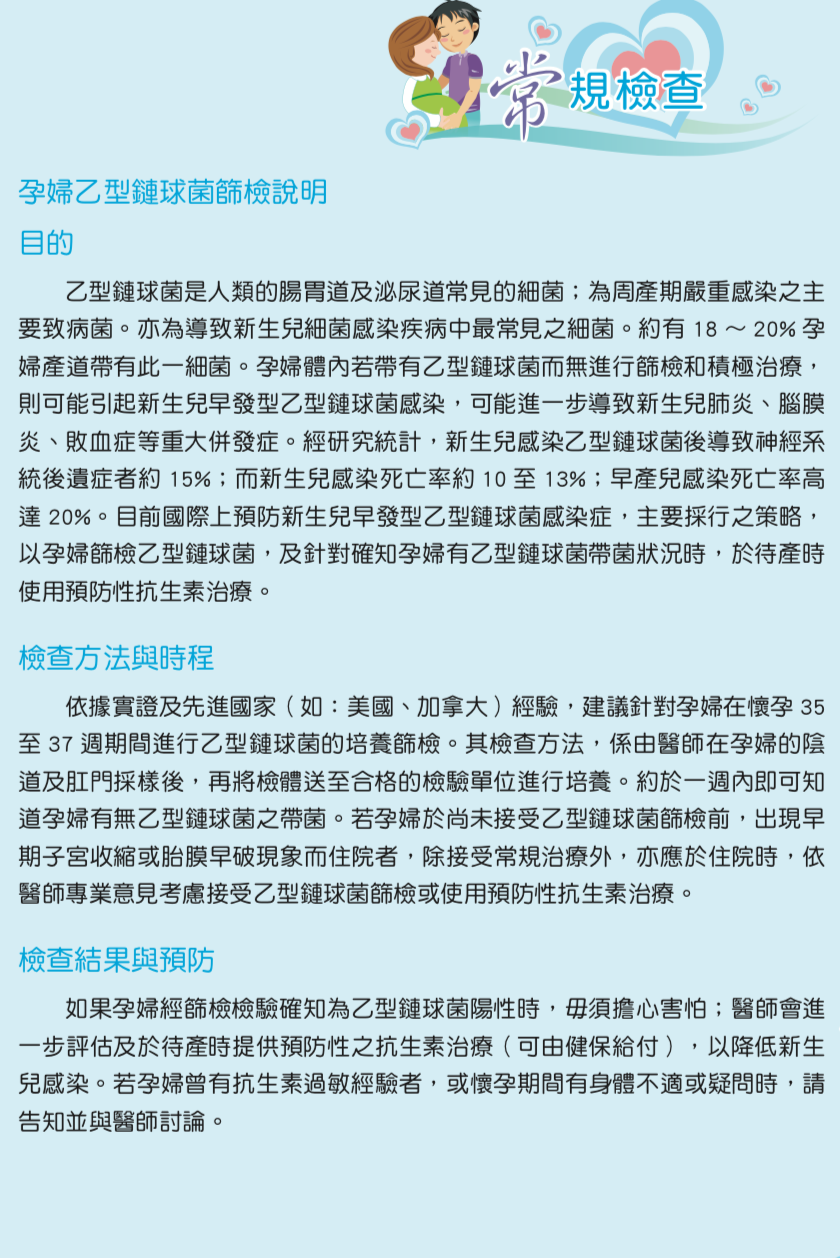 常規檢查
孕婦乙型鏈球菌篩檢說明
目的
乙型鏈球菌是人類的腸胃道及泌尿道常見的細菌；為周產期嚴重感染之主
要致病菌。亦為導致新生兒細菌感染疾病中最常見之細菌。約有 18 ～ 20% 孕
婦產道帶有此一細菌。孕婦體內若帶有乙型鏈球菌而無進行篩檢和積極治療，
則可能引起新生兒早發型乙型鏈球菌感染，可能進一步導致新生兒肺炎、腦膜
炎、敗血症等重大併發症。經研究統計，新生兒感染乙型鏈球菌後導致神經系
統後遺症者約 15%；而新生兒感染死亡率約 10 至 13%；早產兒感染死亡率高
達 20%。目前國際上預防新生兒早發型乙型鏈球菌感染症，主要採行之策略，
以孕婦篩檢乙型鏈球菌，及針對確知孕婦有乙型鏈球菌帶菌狀況時，於待產時
使用預防性抗生素治療。
檢查方法與時程
依據實證及先進國家（如：美國、加拿大）經驗，建議針對孕婦在懷孕 35
至 37 週期間進行乙型鏈球菌的培養篩檢。其檢查方法，係由醫師在孕婦的陰
道及肛門採樣後，再將檢體送至合格的檢驗單位進行培養。約於一週內即可知
道孕婦有無乙型鏈球菌之帶菌。若孕婦於尚未接受乙型鏈球菌篩檢前，出現早
期子宮收縮或胎膜早破現象而住院者，除接受常規治療外，亦應於住院時，依
醫師專業意見考慮接受乙型鏈球菌篩檢或使用預防性抗生素治療。
檢查結果與預防
如果孕婦經篩檢檢驗確知為乙型鏈球菌陽性時，毋須擔心害怕；醫師會進
一步評估及於待產時提供預防性之抗生素治療（可由健保給付），以降低新生
兒感染。若孕婦曾有抗生素過敏經驗者，或懷孕期間有身體不適或疑問時，請
告知並與醫師討論。